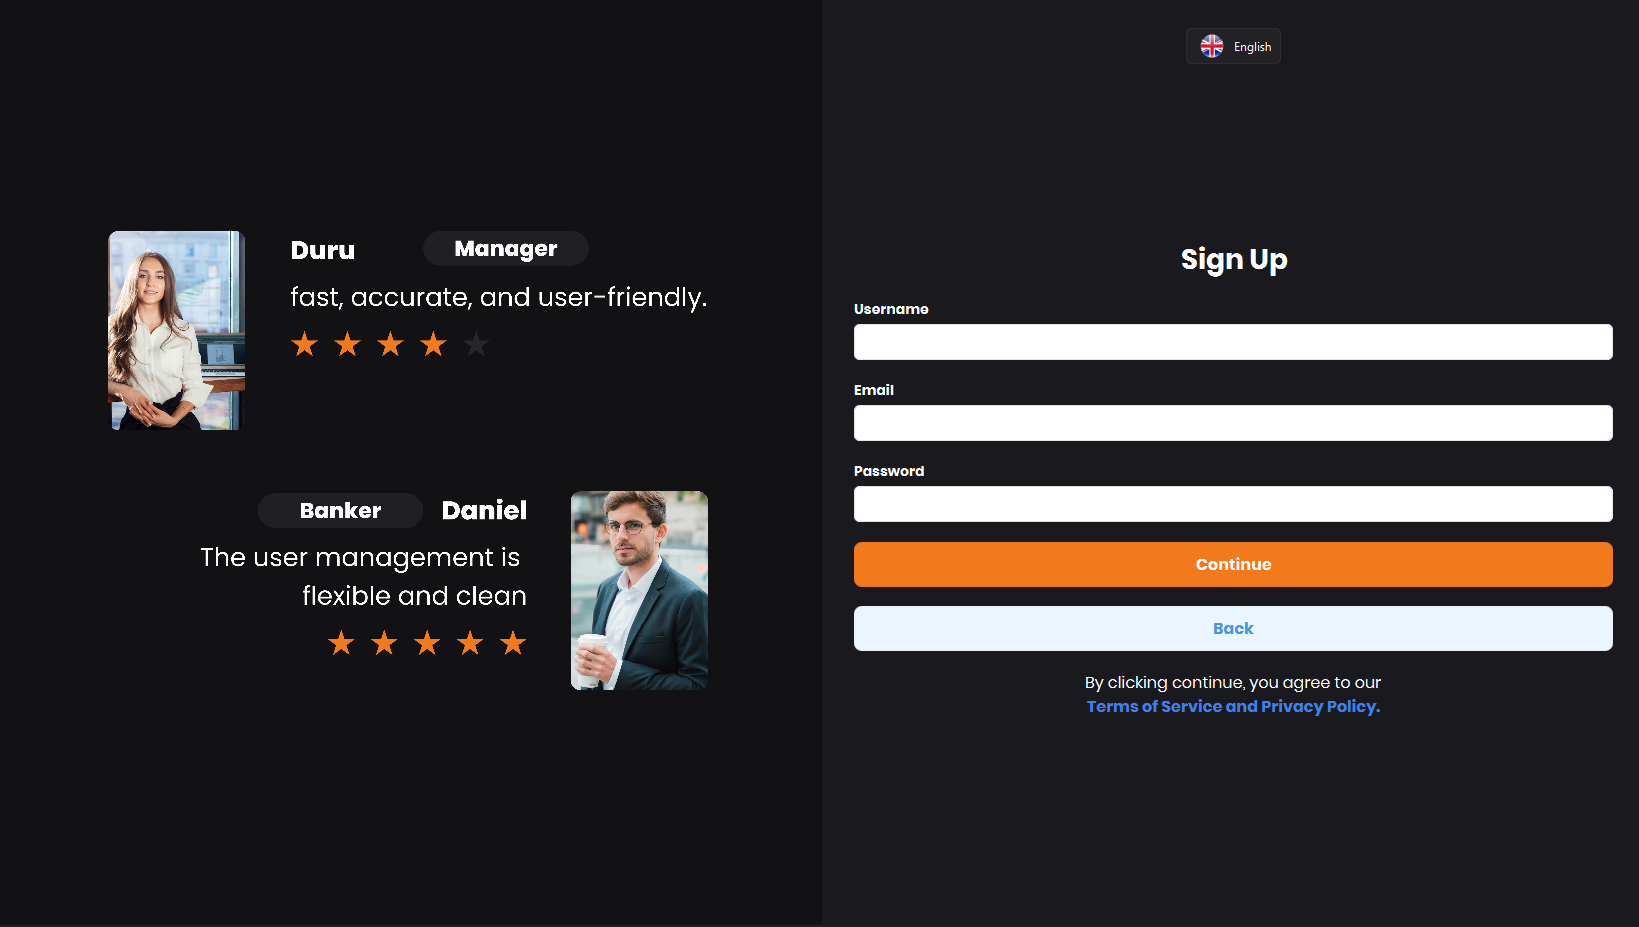 Duru
Manager
fast, accurate, and user-friendly.
Banker
Daniel
The user management is
flexible and clean
English
Sign Up
Username
Email
Password
Continue
Back
By clicking continue, you agree to our
Terms of Service and Privacy Policy.